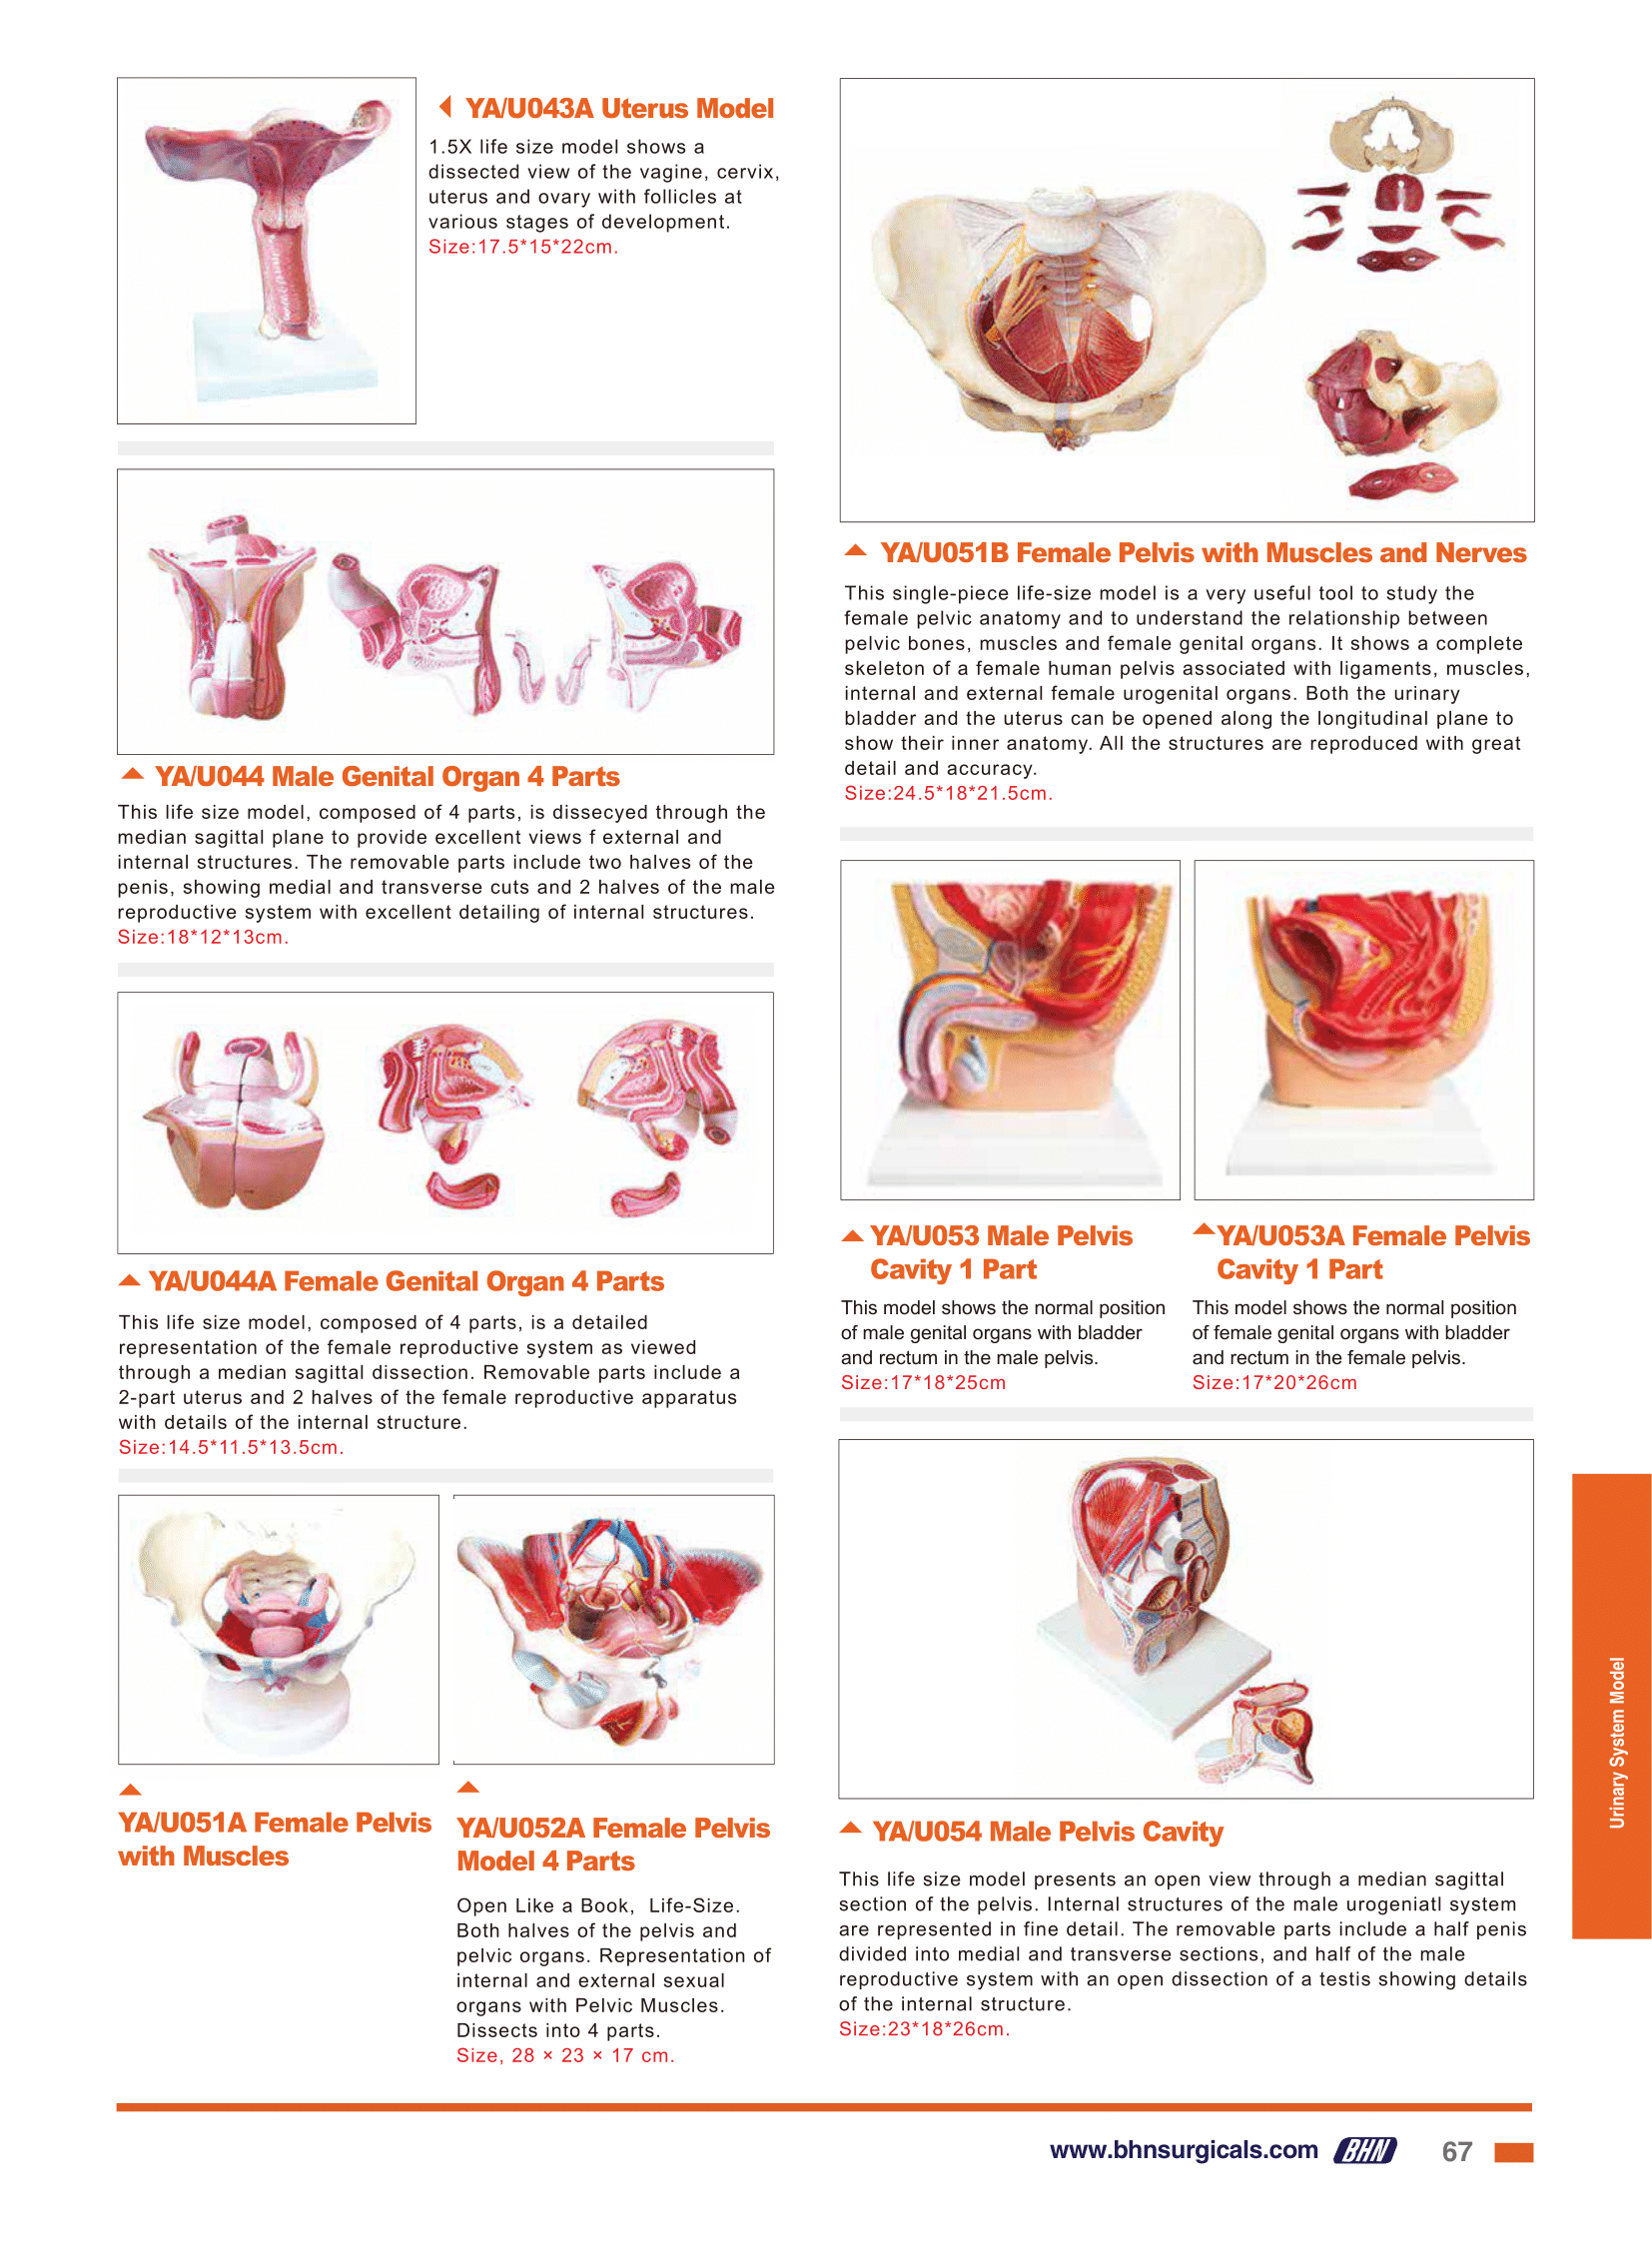 YA/U043A Uterus Model
1.5X life size model shows a
dissected view of the vagine, cervix,
uterus and ovary with follicles at
various stages of development.
Size:17.5*15*22cm.
YA/U044 Male Genital Organ 4 Parts
This life size model, composed of 4 parts, is dissecyed through the
median sagittal plane to provide excellent views f external and
internal structures. The removable parts include two halves of the
penis, showing medial and transverse cuts and 2 halves of the male
reproductive system with excellent detailing of internal structures.
Size:18*12*13cm.
YA/U044A Female Genital Organ 4 Parts
This life size model, composed of 4 parts, is a detailed
representation of the female reproductive system as viewed
through a median sagittal dissection. Removable parts include a
2-part uterus and 2 halves of the female reproductive apparatus
with details of the internal structure.
Size:14.5*11.5*13.5cm.
YA/U051A Female Pelvis
with Muscles
YA/U052A Female Pelvis
Model 4 Parts
Open Like a Book, Life-Size.
Both halves of the pelvis and
pelvic organs. Representation of
internal and external sexual
organs with Pelvic Muscles.
Dissects into 4 parts.
Size, 28 × 23 × 17 cm.
YA/U051B Female Pelvis with Muscles and Nerves
This single-piece life-size model is a very useful tool to study the
female pelvic anatomy and to understand the relationship between
pelvic bones, muscles and female genital organs. It shows a complete
skeleton of a female human pelvis associated with ligaments, muscles,
internal and external female urogenital organs. Both the urinary
bladder and the uterus can be opened along the longitudinal plane to
show their inner anatomy. All the structures are reproduced with great
detail and accuracy.
Size:24.5*18*21.5cm.
YA/U053 Male Pelvis
Cavity 1 Part
This model shows the normal position
of male genital organs with bladder
and rectum in the male pelvis.
Size:17*18*25cm
YA/U053A Female Pelvis
Cavity 1 Part
This model shows the normal position
of female genital organs with bladder
and rectum in the female pelvis.
Size:17*20*26cm
YA/U054 Male Pelvis Cavity
This life size model presents an open view through a median sagittal
section of the pelvis. Internal structures of the male urogeniatl system
are represented in fine detail. The removable parts include a half penis
divided into medial and transverse sections, and half of the male
reproductive system with an open dissection of a testis showing details
of the internal structure.
Size:23*18*26cm.
Urinary System Model
www.bhnsurgicals.com BHN 67